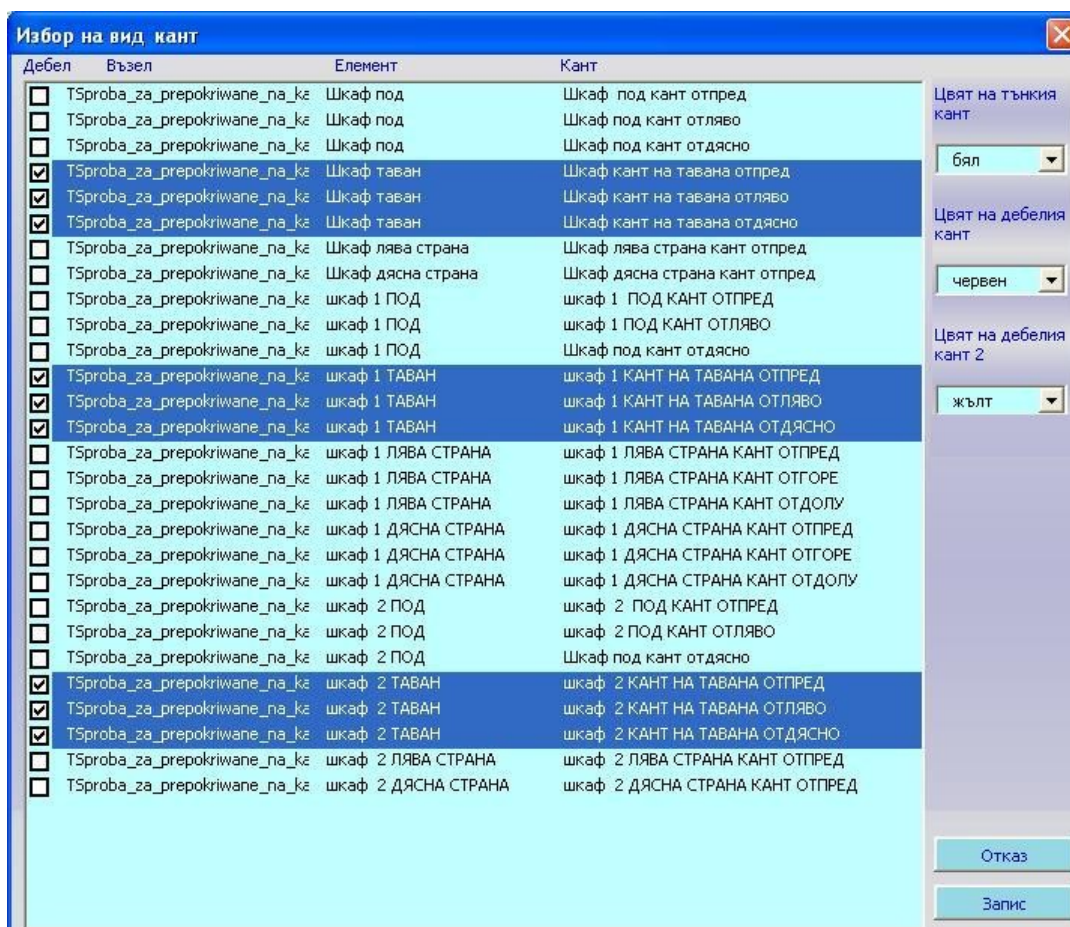 Избор на вид кант
Дебел Възел Елемент Кант
TSproba_za_prepokriwane_na_ka Шкаф под Шкаф под кант отпред
TSproba_za_prepokriwane_na_ka Шкаф под Шкаф под кант отляво
TSproba_za_prepokriwane_na_ka Шкаф под Шкаф под кант отдясно
TSproba_za_prepokriwane_na_ka Шкаф таван Шкаф кант на тавана отпред
TSproba_za_prepokriwane_na_ka Шкаф таван Шкаф кант на тавана отляво
TSproba_za_prepokriwane_na_ka Шкаф таван Шкаф кант на тавана отдясно
TSproba_za_prepokriwane_na_ka Шкаф лява страна Шкаф лява страна кант отпред
TSproba_za_prepokriwane_na_ka Шкаф дясна страна Шкаф дясна страна кант отпред
TSproba_za_prepokriwane_na_ka шкаф 1 ПОД шкаф 1 ПОД КАНТ ОТПРЕД
TSproba_za_prepokriwane_na_ka шкаф 1 ПОД шкаф 1 ПОД КАНТ ОТЛЯВО
TSproba_za_prepokriwane_na_ka шкаф 1 ПОД Шкаф под кант отдясно
TSproba_za_prepokriwane_na_ka шкаф 1 ТАВАН шкаф 1 КАНТ НА ТАВАНА ОТПРЕД
TSproba_za_prepokriwane_na_ka шкаф 1 ТАВАН шкаф 1 КАНТ НА ТАВАНА ОТЛЯВО
TSproba_za_prepokriwane_na_ka шкаф 1 ТАВАН шкаф 1 КАНТ НА ТАВАНА ОТДЯСНО
TSproba_za_prepokriwane_na_ka шкаф 1 ЛЯВА СТРАНА шкаф 1 ЛЯВА СТРАНА КАНТ ОТПРЕД
TSproba_za_prepokriwane_na_ka шкаф 1 ЛЯВА СТРАНА шкаф 1 ЛЯВА СТРАНА КАНТ ОТГОРЕ
TSproba_za_prepokriwane_na_ka шкаф 1 ЛЯВА СТРАНА шкаф 1 ЛЯВА СТРАНА КАНТ ОТДОЛУ
TSproba_za_prepokriwane_na_ka шкаф 1 ДЯСНА СТРАНА шкаф 1 ДЯСНА СТРАНА КАНТ ОТПРЕД
TSproba_za_prepokriwane_na_ka шкаф 1 ДЯСНА СТРАНА шкаф 1 ДЯСНА СТРАНА КАНТ ОТГОРЕ
TSproba_za_prepokriwane_na_ka шкаф 1 ДЯСНА СТРАНА шкаф 1 ДЯСНА СТРАНА КАНТ ОТДОЛУ
TSproba_za_prepokriwane_na_ka шкаф 2 ПОД шкаф 2 ПОД КАНТ ОТПРЕД
TSproba_za_prepokriwane_na_ka шкаф 2 ПОД шкаф 2 ПОД КАНТ ОТЛЯВО
TSproba_za_prepokriwane_na_ka шкаф 2 ПОД Шкаф под кант отдясно
TSproba_za_prepokriwane_na_ka шкаф 2 ТАВАН шкаф 2 КАНТ НА ТАВАНА ОТПРЕД
TSproba_za_prepokriwane_na_ka шкаф 2 ТАВАН шкаф 2 КАНТ НА ТАВАНА ОТЛЯВО
TSproba_za_prepokriwane_na_ka шкаф 2 ТАВАН шкаф 2 КАНТ НА ТАВАНА ОТДЯСНО
TSproba_za_prepokriwane_na_ka шкаф 2 ЛЯВА СТРАНА шкаф 2 ЛЯВА СТРАНА КАНТ ОТПРЕД
TSproba_za_prepokriwane_na_ka шкаф 2 ДЯСНА СТРАНА шкаф 2 ДЯСНА СТРАНА КАНТ ОТПРЕД
Цвят на тънкия
кант
бял
Цвят на дебелия
кант
червен
Цвят на дебелия
кант 2
жълт
Отказ
Запис